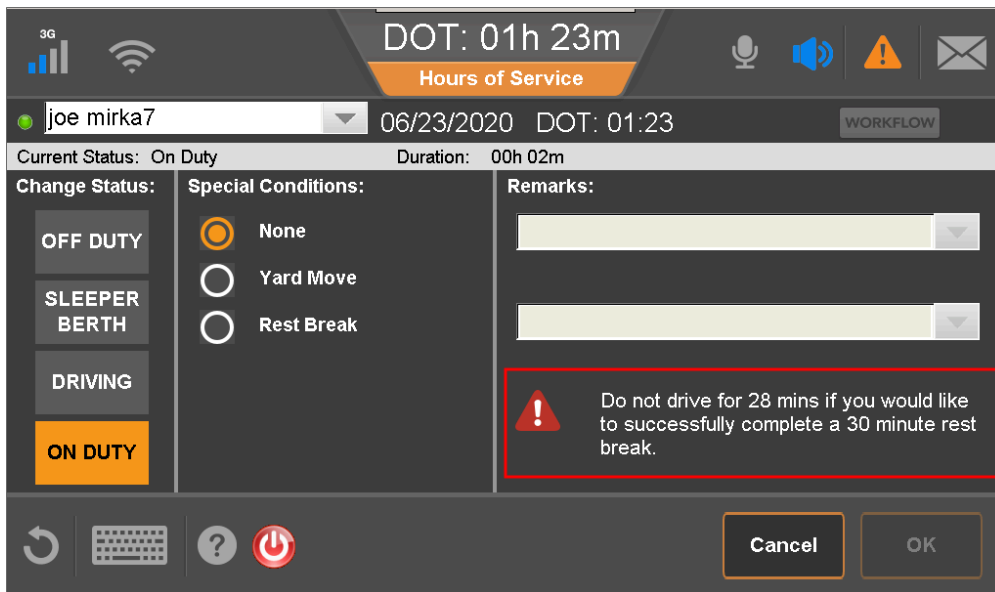 3G
DOT: 01h 23m
Hours of Service
joe mirka7
06/23/2020 DOT: 01:23
WORKFLOW
Current Status: On Duty
Duration: 00h 02m
Change Status:
OFF DUTY
SLEEPER
BERTH
DRIVING
ON DUTY
Special Conditions:
None
Yard Move
Rest Break
Remarks:
Do not drive for 28 mins if you would like
to successfully complete a 30 minute rest
break.
Cancel
OK